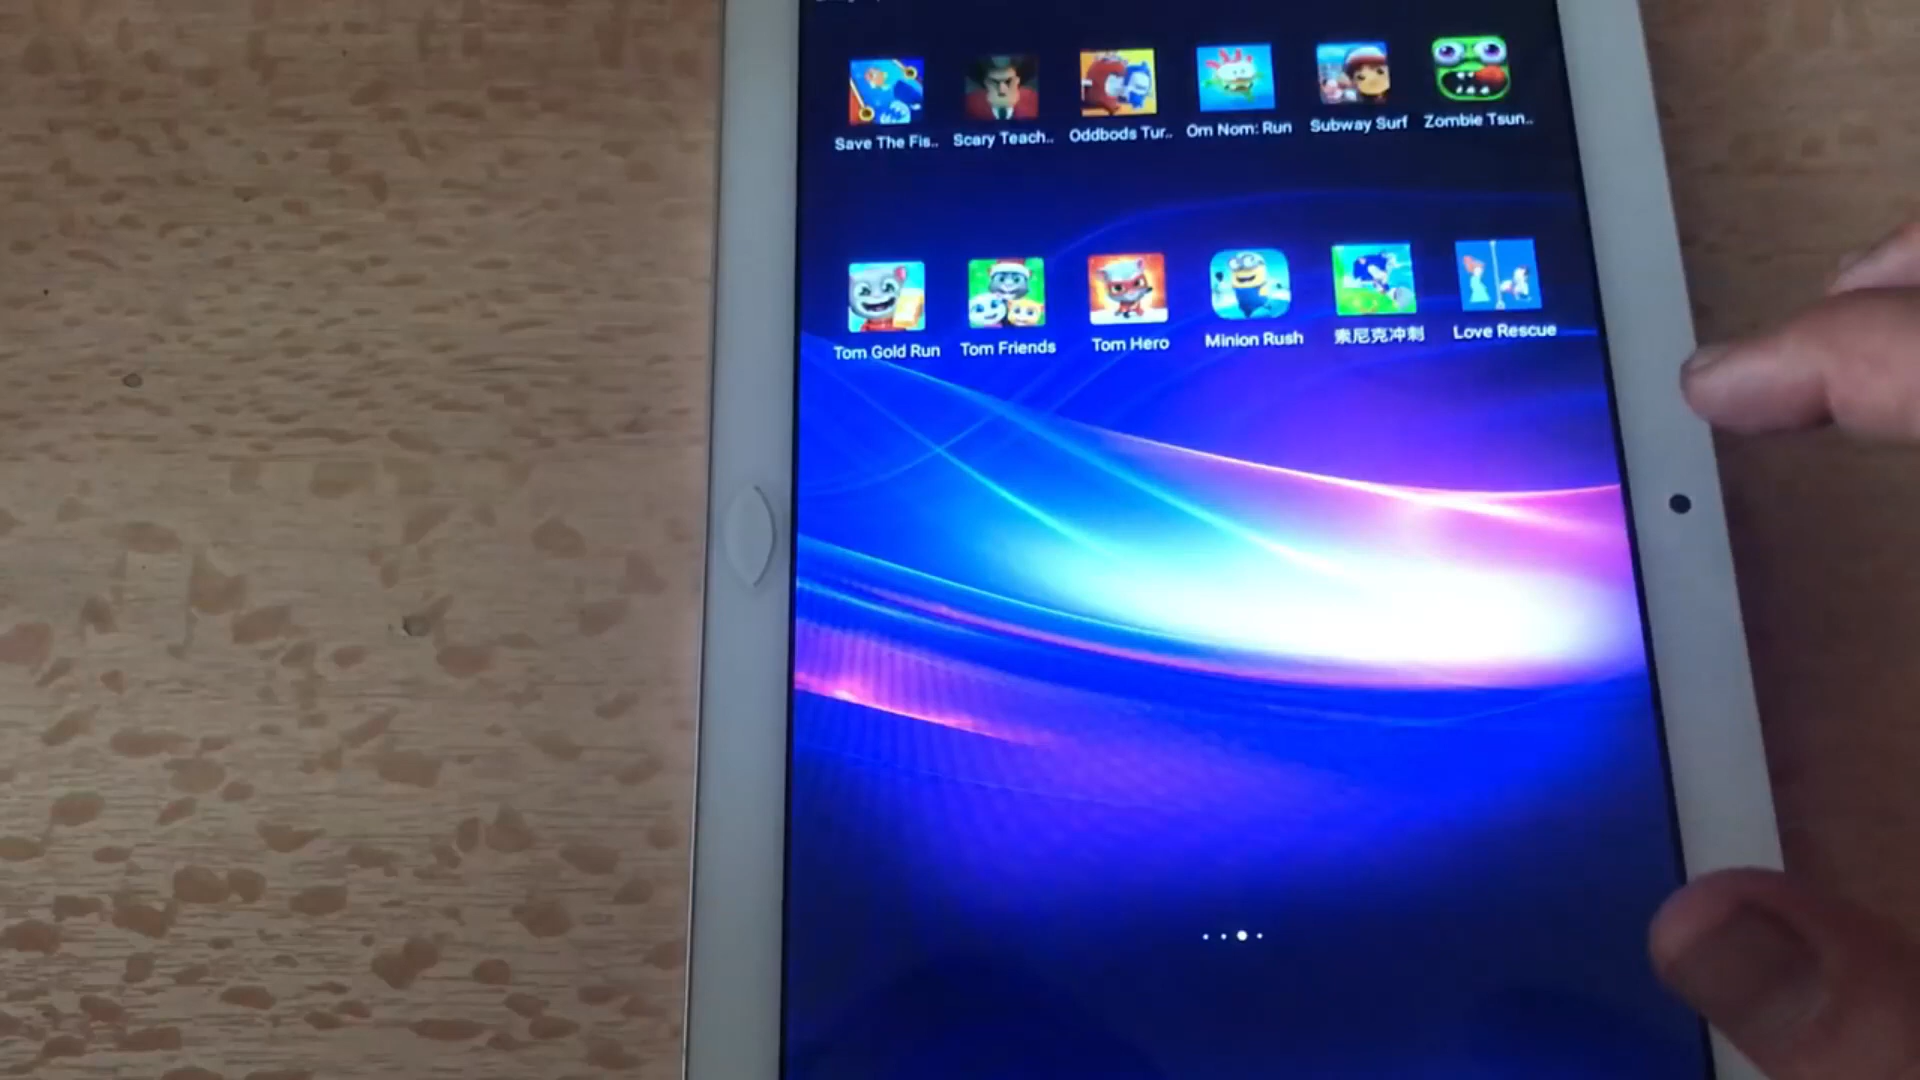 Save The Fis..
Scary Teach..
Oddbods Tur..
Om Nom: Run
Subway Surf
Zombie Tsun..
Tom Gold Run
Tom Friends
Tom Hero
Minion Rush
索尼克冲刺
Love Rescue